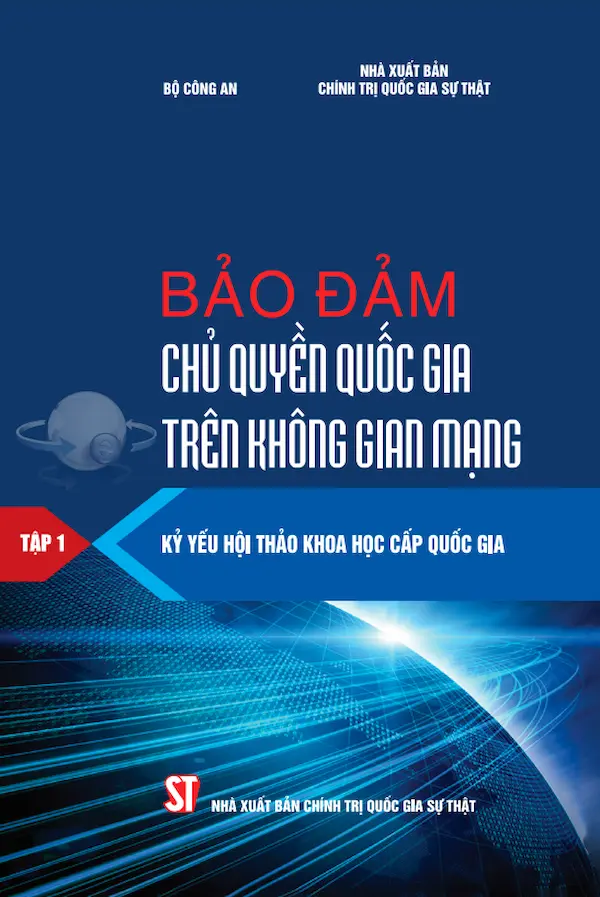 BỘ CÔNG AN
NHÀ XUẤT BẢN
CHÍNH TRỊ QUỐC GIA SỰ THẬT
BẢO ĐẢM
CHỦ QUYỀN QUỐC GIA
TRÊN KHÔNG GIAN MẠNG
TẬP 1
KỶ YẾU HỘI THẢO KHOA HỌC CẤP QUỐC GIA
ST
NHÀ XUẤT BẢN CHÍNH TRỊ QUỐC GIA SỰ THẬT